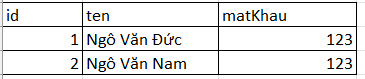 id ten matKhau
1 Ngô Văn Đức 123
2 Ngô Văn Nam 123